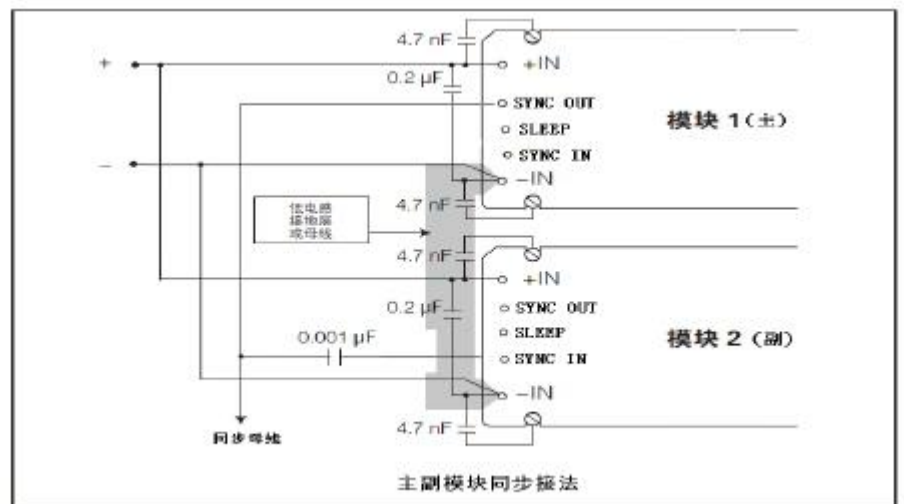 4.7 nF
+
+IN
0.2 µF
SYNC OUT
模块 1(主)
SLEEP
SYNC IN
−
−IN
低电感
接地层
或母线
4.7 nF
4.7 nF
+IN
0.2 µF
SYNC OUT
SLEEP
模块 2 (副)
0.001 µF
SYNC IN
−IN
4.7 nF
同步母线
主副模块同步接法